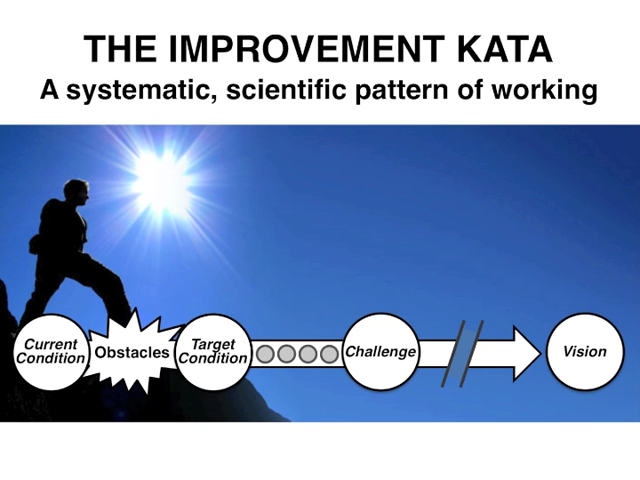 THE IMPROVEMENT KATA
A systematic, scientific pattern of working
Current
Condition
Obstacles
Target
Condition
Challenge
Vision